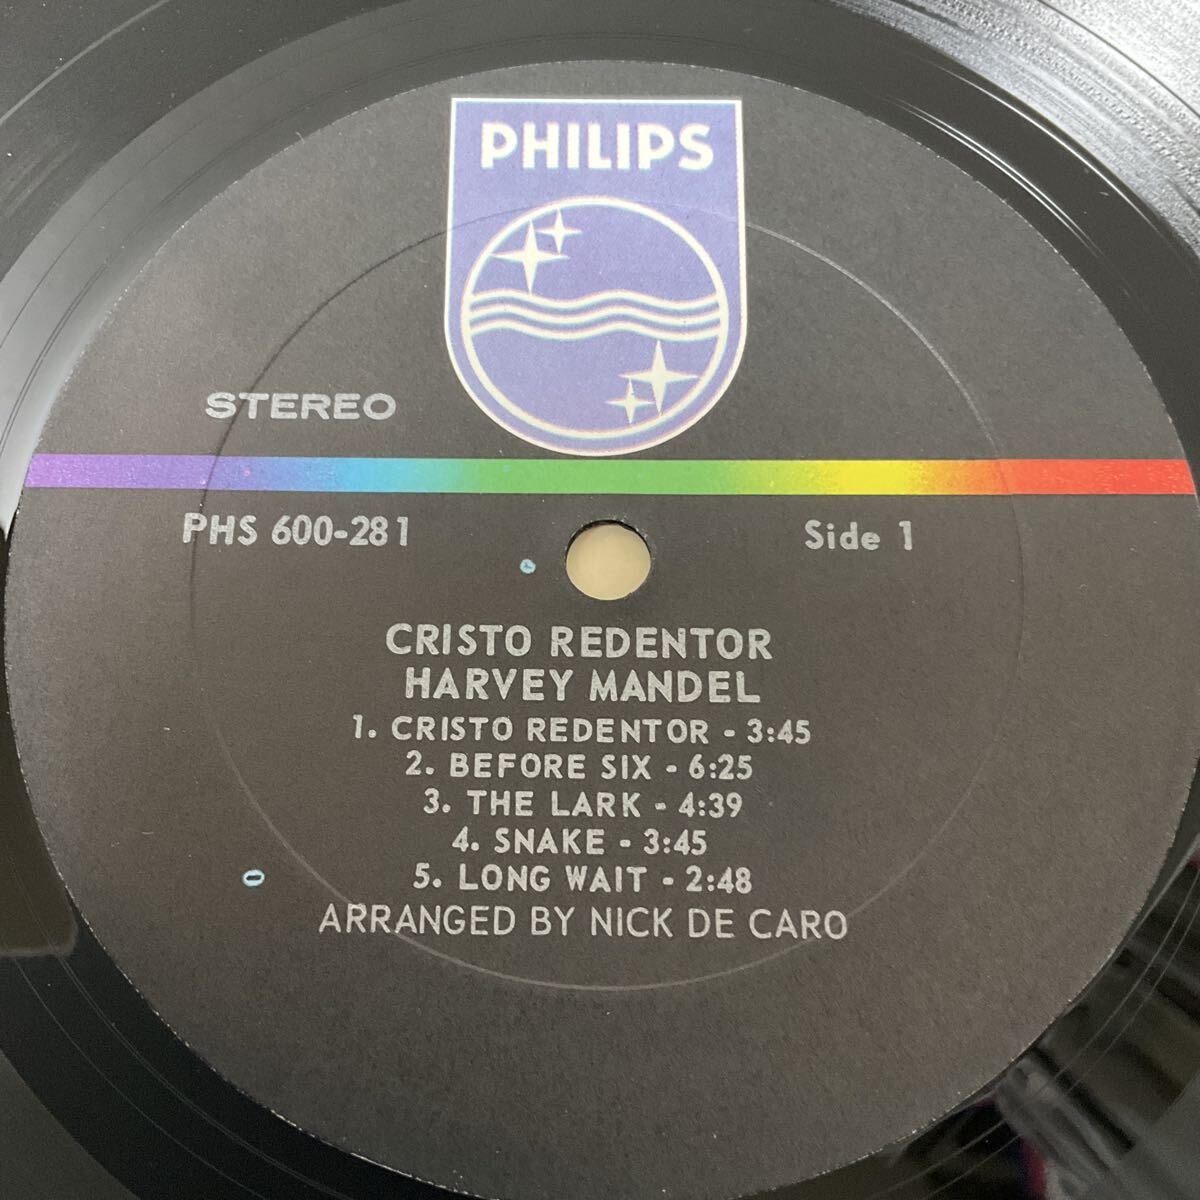 PHILIPS
STEREO
PHS 600-281
Side 1
CRISTO REDENTOR
HARVEY MANDEL
1. CRISTO REDENTOR - 3:45
2. BEFORE SIX - 6:25
3. THE LARK - 4:39
4. SNAKE - 3:45
5. LONG WAIT - 2:48
ARRANGED BY NICK DE CARO